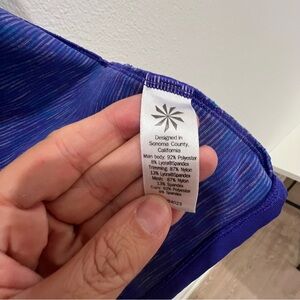 Designed in
Sonoma County,
California
Main body: 92% Polyester
8% Lycra®Spandex
Trimming: 87% Nylon
13% Lycra®Spandex
Mesh: 87% Nylon
13% Spandex
92% Polyester
8% Spandex